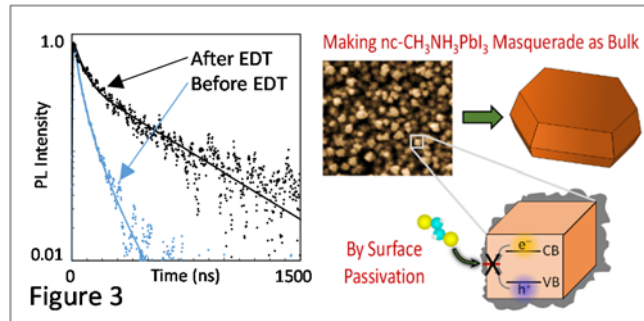 Making nc-CH₃NH₃PbI₃ Masquerade as Bulk
1.0
After EDT
Before EDT
PL Intensity
0.01
0
Time (ns)
1500
Figure 3
By Surface
Passivation
e⁻
CB
VB
h⁺